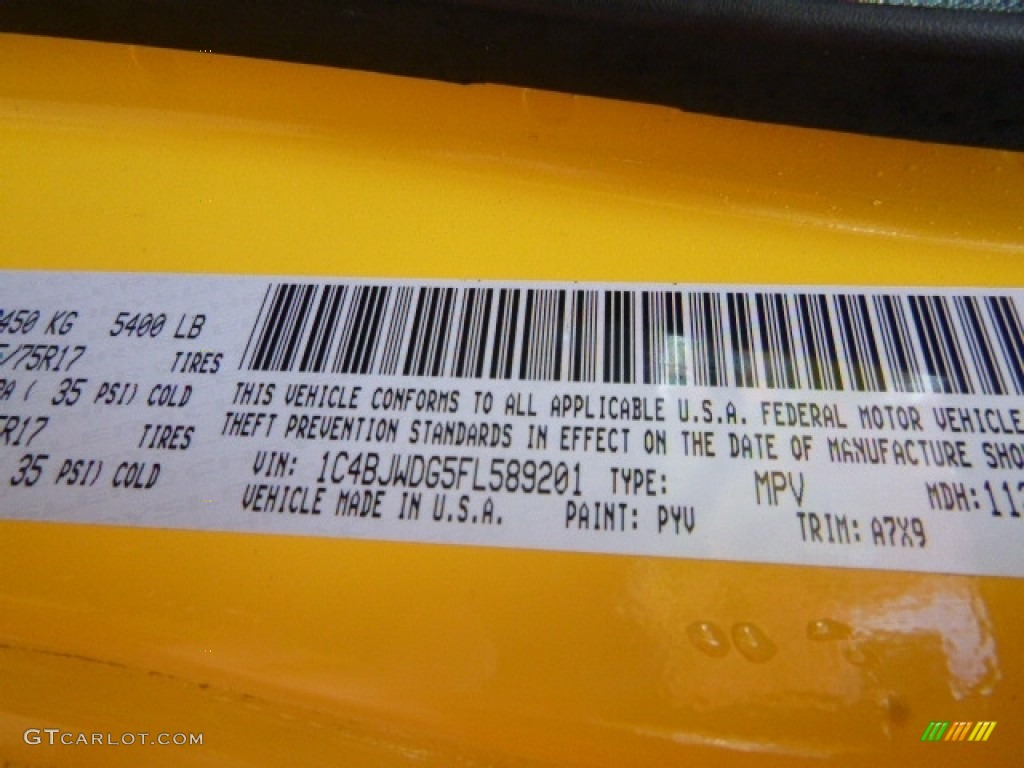 450 KG 5400 LB
/75R17 TIRES
PA ( 35 PSI) COLD
R17 TIRES
35 PSI) COLD
THIS VEHICLE CONFORMS TO ALL APPLICABLE U.S.A. FEDERAL MOTOR VEHICLE
THEFT PREVENTION STANDARDS IN EFFECT ON THE DATE OF MANUFACTURE SHO
VIN: 1C4BJWDG5FL589201 TYPE: MPV MDH: 11
VEHICLE MADE IN U.S.A. PAINT: PYV TRIM: A7X9
GTCARLOT.COM